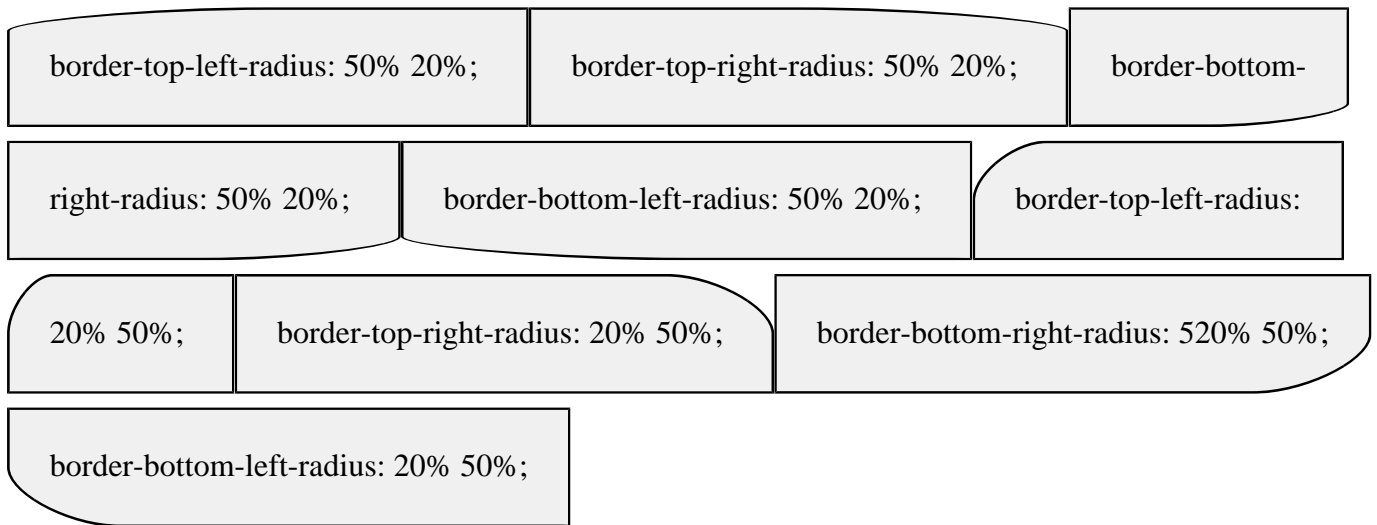 border-top-left-radius: 50% 20%; border-top-right-radius: 50% 20%; border-bottom-
right-radius: 50% 20%; border-bottom-left-radius: 50% 20%; border-top-left-radius:
20% 50%; border-top-right-radius: 20% 50%; border-bottom-right-radius: 520% 50%;
border-bottom-left-radius: 20% 50%;